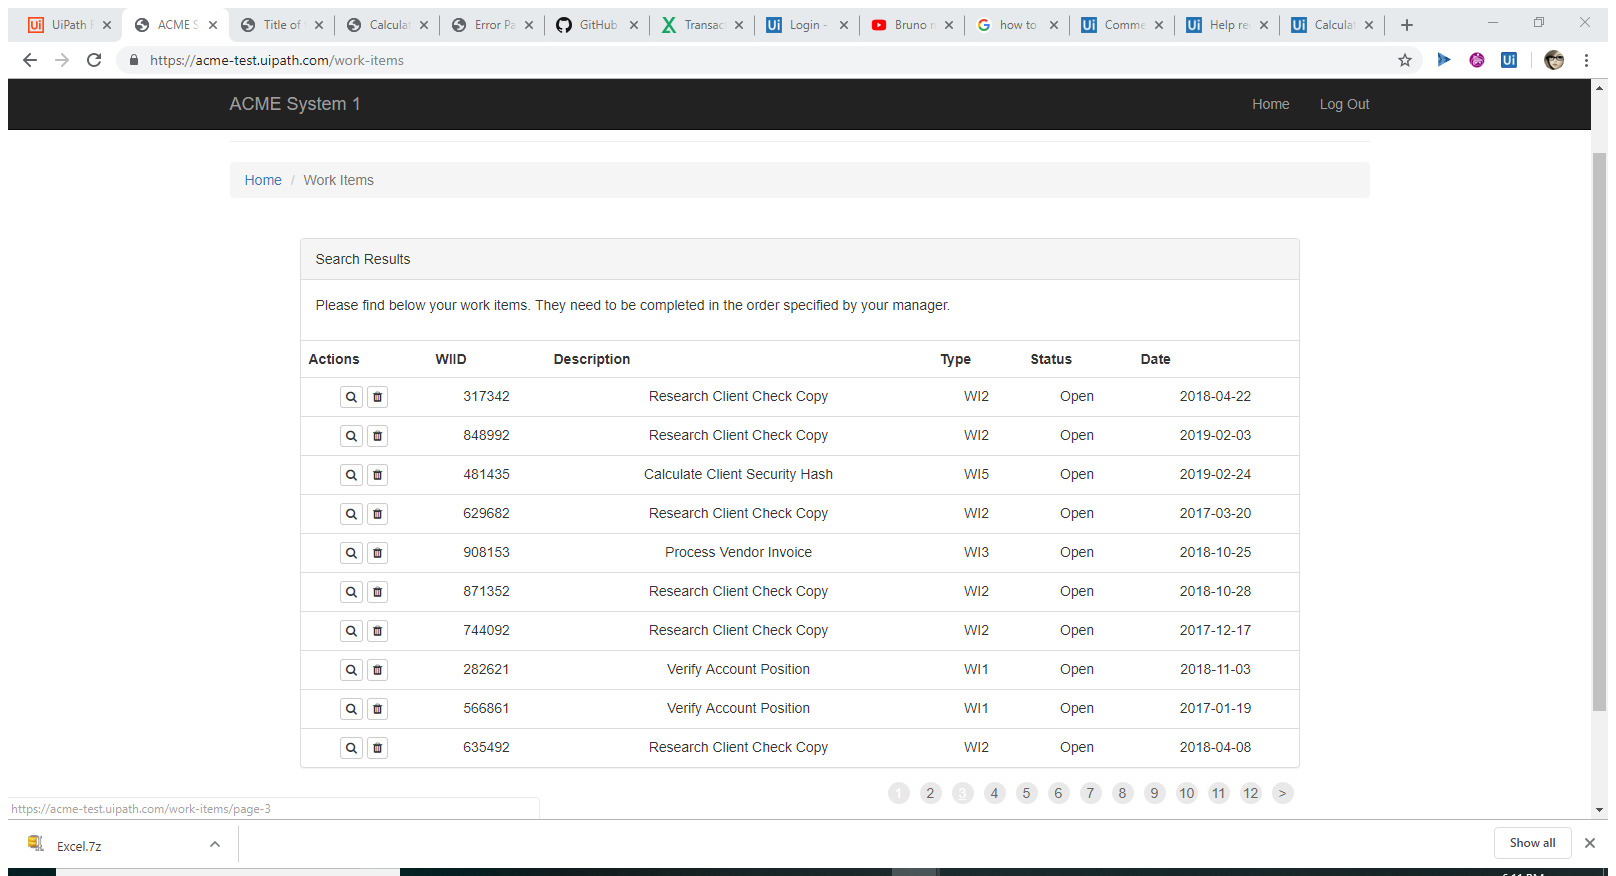 UiPath ACME S Title of Calculat Error Pa GitHub Transac Login - Bruno how to Comme Help re Calculat
https://acme-test.uipath.com/work-items
ACME System 1 Home Log Out
Home / Work Items
Search Results
Please find below your work items. They need to be completed in the order specified by your manager.
Actions WIID Description Type Status Date
317342 Research Client Check Copy WI2 Open 2018-04-22
848992 Research Client Check Copy WI2 Open 2019-02-03
481435 Calculate Client Security Hash WI5 Open 2019-02-24
629682 Research Client Check Copy WI2 Open 2017-03-20
908153 Process Vendor Invoice WI3 Open 2018-10-25
871352 Research Client Check Copy WI2 Open 2018-10-28
744092 Research Client Check Copy WI2 Open 2017-12-17
282621 Verify Account Position WI1 Open 2018-11-03
566861 Verify Account Position WI1 Open 2017-01-19
635492 Research Client Check Copy WI2 Open 2018-04-08
1 2 3 4 5 6 7 8 9 10 11 12 >
https://acme-test.uipath.com/work-items/page-3
Excel.7z Show all